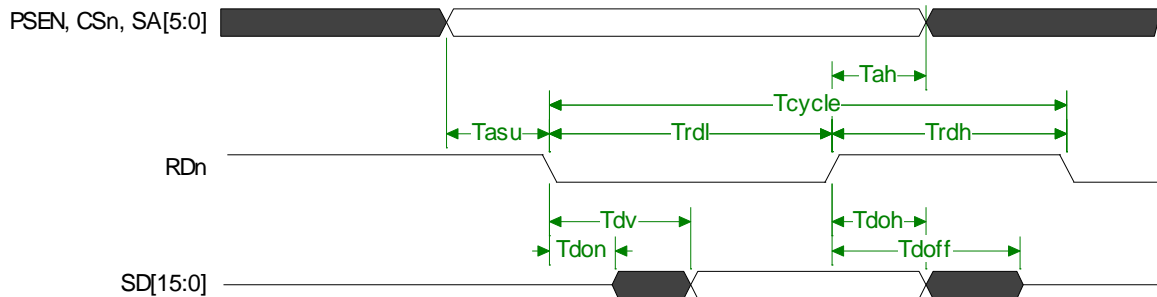 PSEN, CSn, SA[5:0]
Tah
Tcycle
Tasu
Trdl
Trdh
RDn
Tdv
Tdoh
Tdon
Tdoff
SD[15:0]